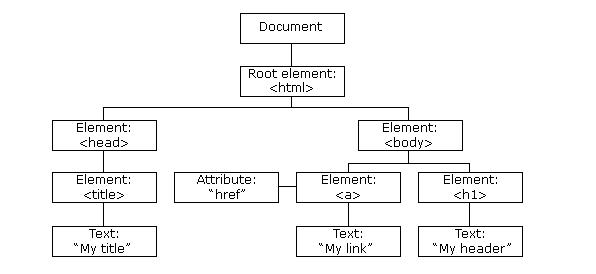 Document
Root element:
<html>
Element:
<head>
Element:
<body>
Element:
<title>
Attribute:
“href”
Element:
<a>
Element:
<h1>
Text:
“My title”
Text:
“My link”
Text:
“My header”